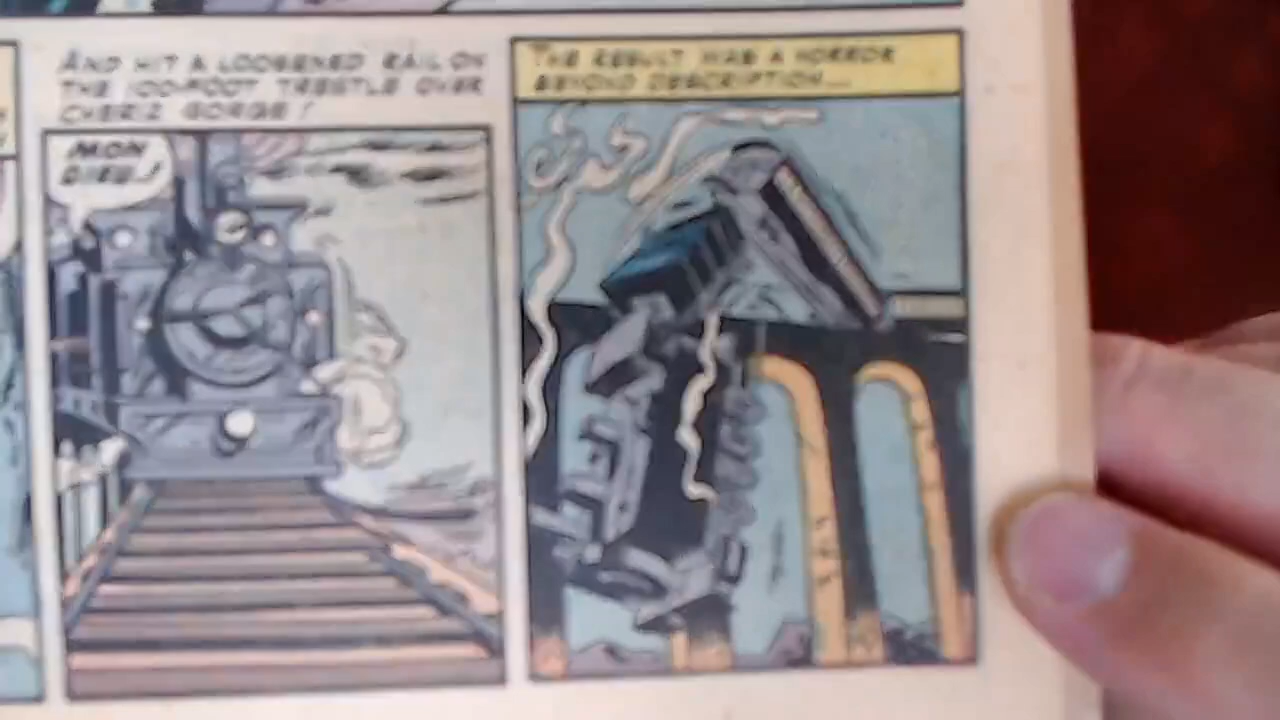 AND HIT A LOOSENED RAIL ON
THE 100-FOOT TRESTLE OVER
GORGE!
MON
DIEU!
THE RESULT WAS A HORROR
BEYOND DESCRIPTION...